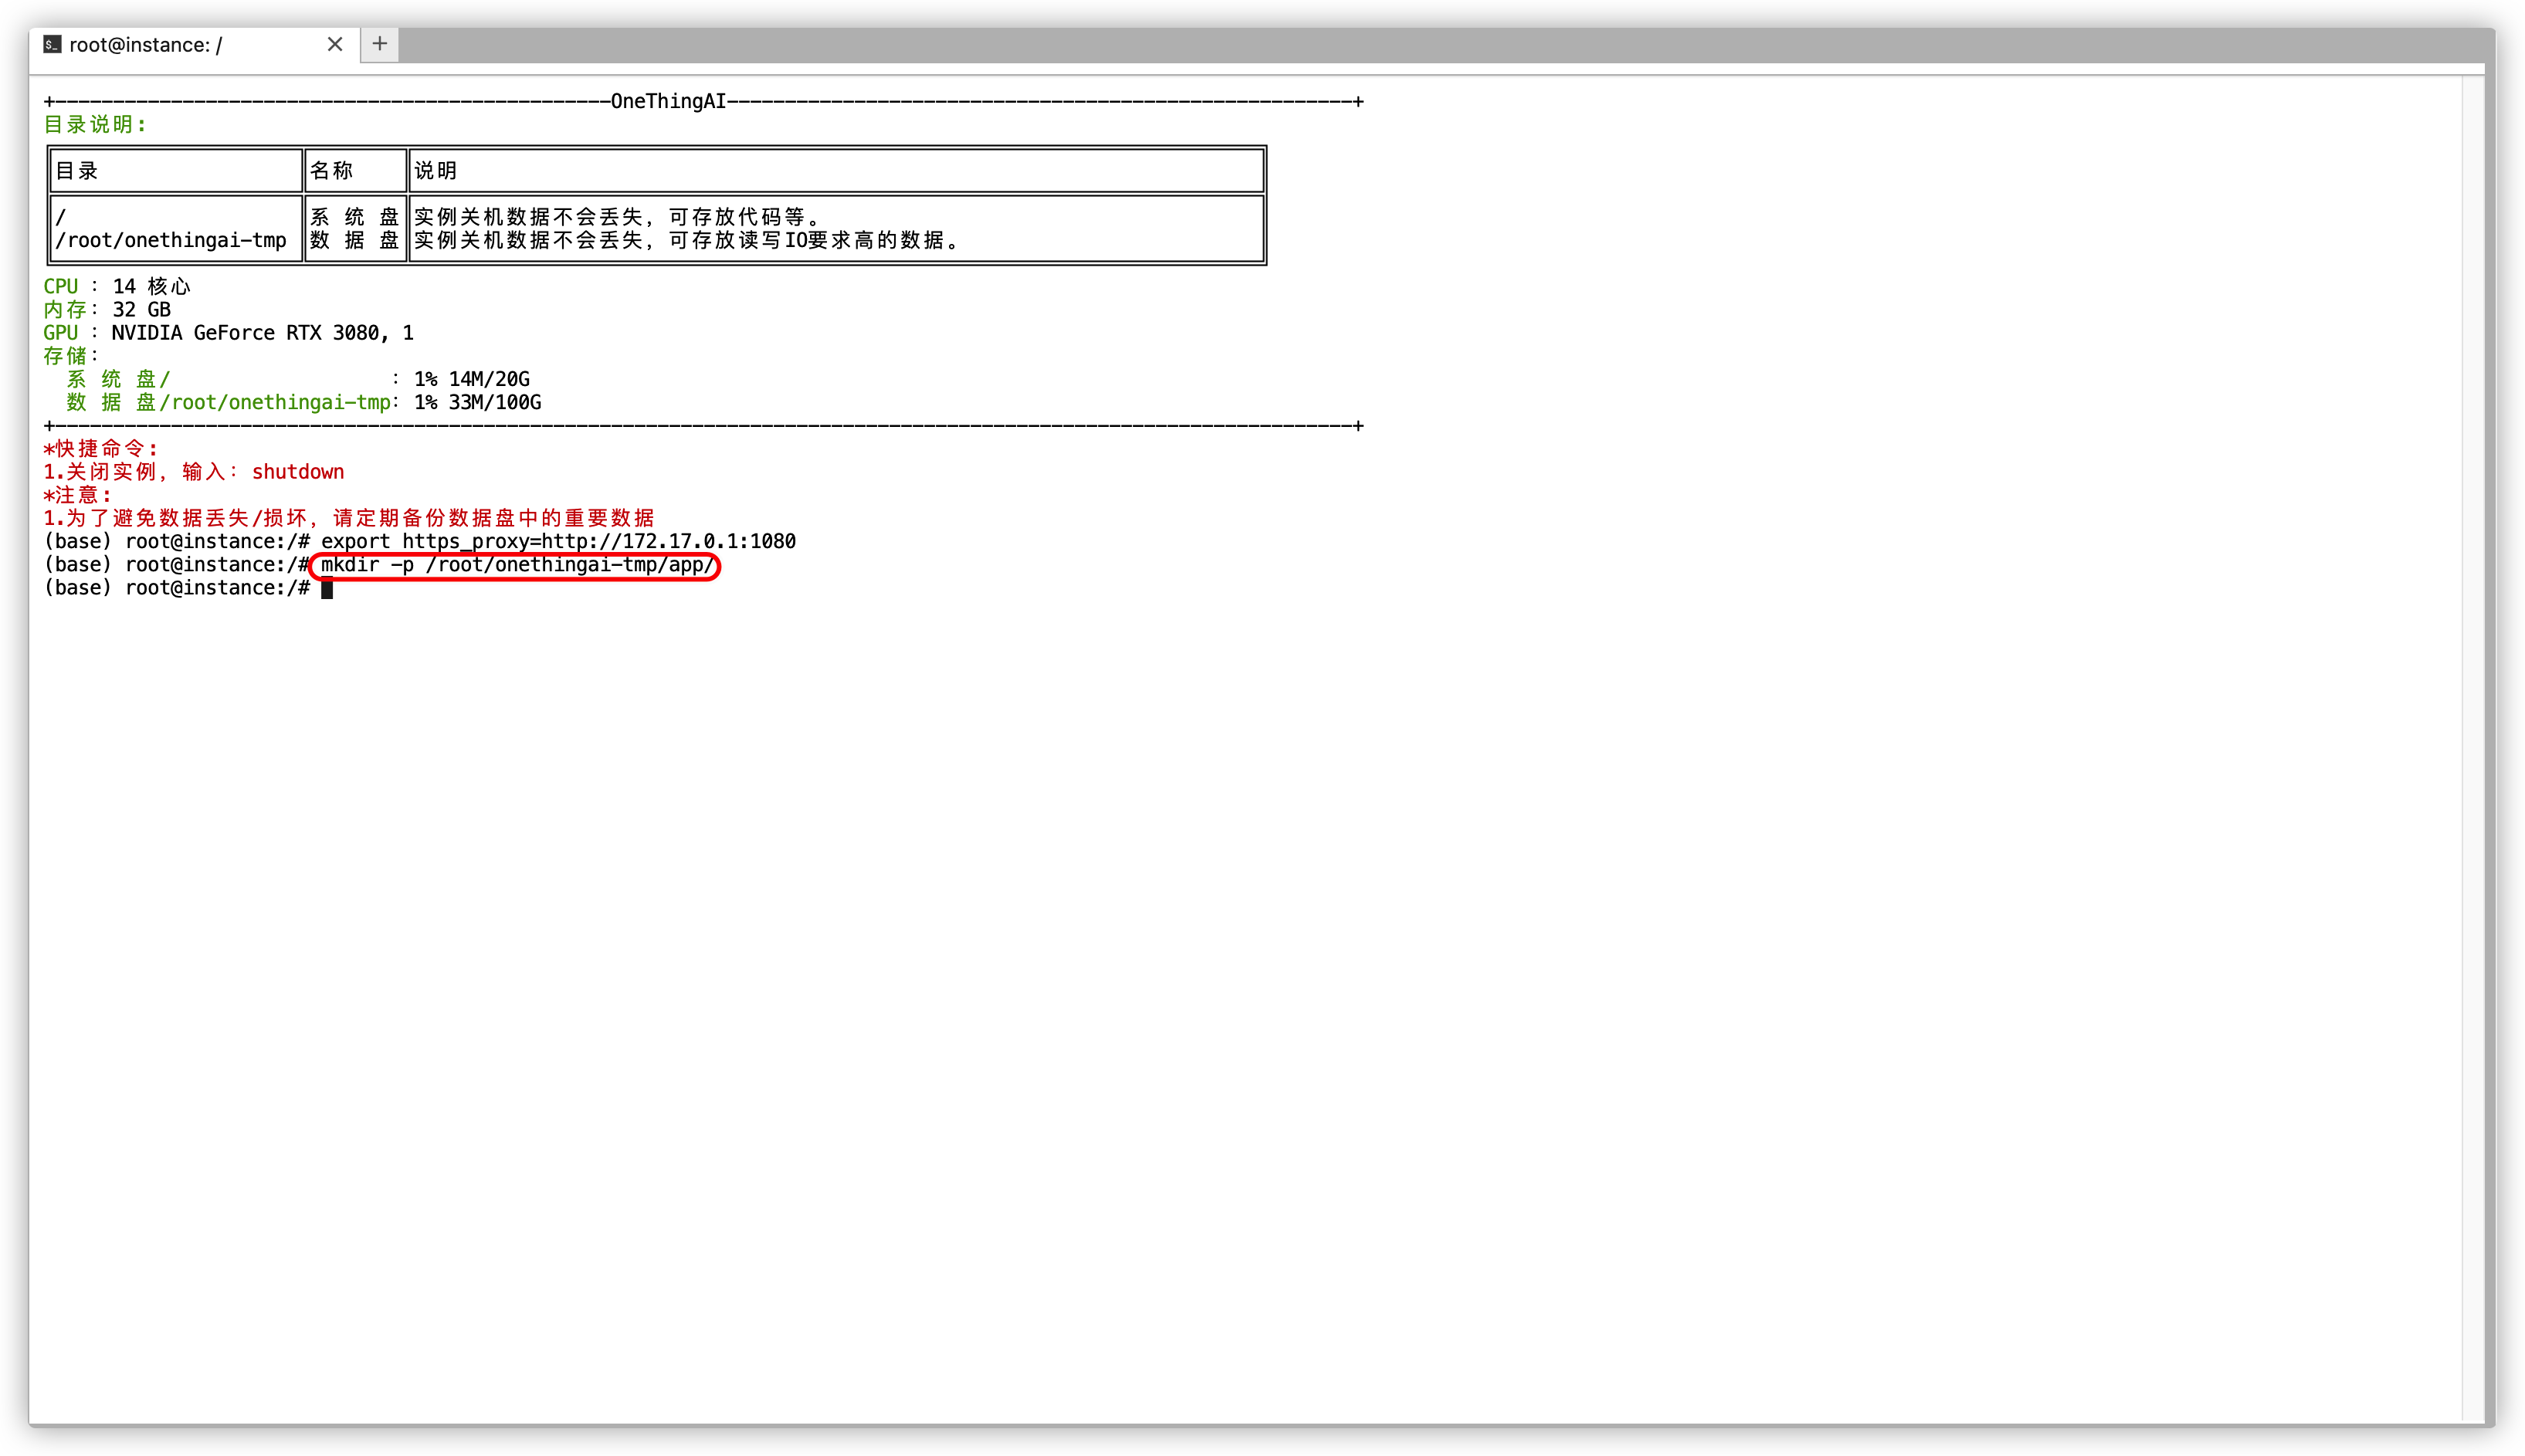 root@instance: /
+------------------------------------------------OneThingAI------------------------------------------------------+
目录说明:
目录 名称 说明
/ 系 统 盘 实例关机数据不会丢失，可存放代码等。
/root/onethingai-tmp 数 据 盘 实例关机数据不会丢失，可存放读写IO要求高的数据。
CPU : 14 核心
内存: 32 GB
GPU : NVIDIA GeForce RTX 3080, 1
存储:
系 统 盘/ : 1% 14M/20G
数 据 盘/root/onethingai-tmp: 1% 33M/100G
+----------------------------------------------------------------------------------------------------------------+
*快捷命令:
1.关闭实例，输入: shutdown
*注意:
1.为了避免数据丢失/损坏，请定期备份数据盘中的重要数据
(base) root@instance:/# export https_proxy=http://172.17.0.1:1080
(base) root@instance:/# mkdir -p /root/onethingai-tmp/app/
(base) root@instance:/#